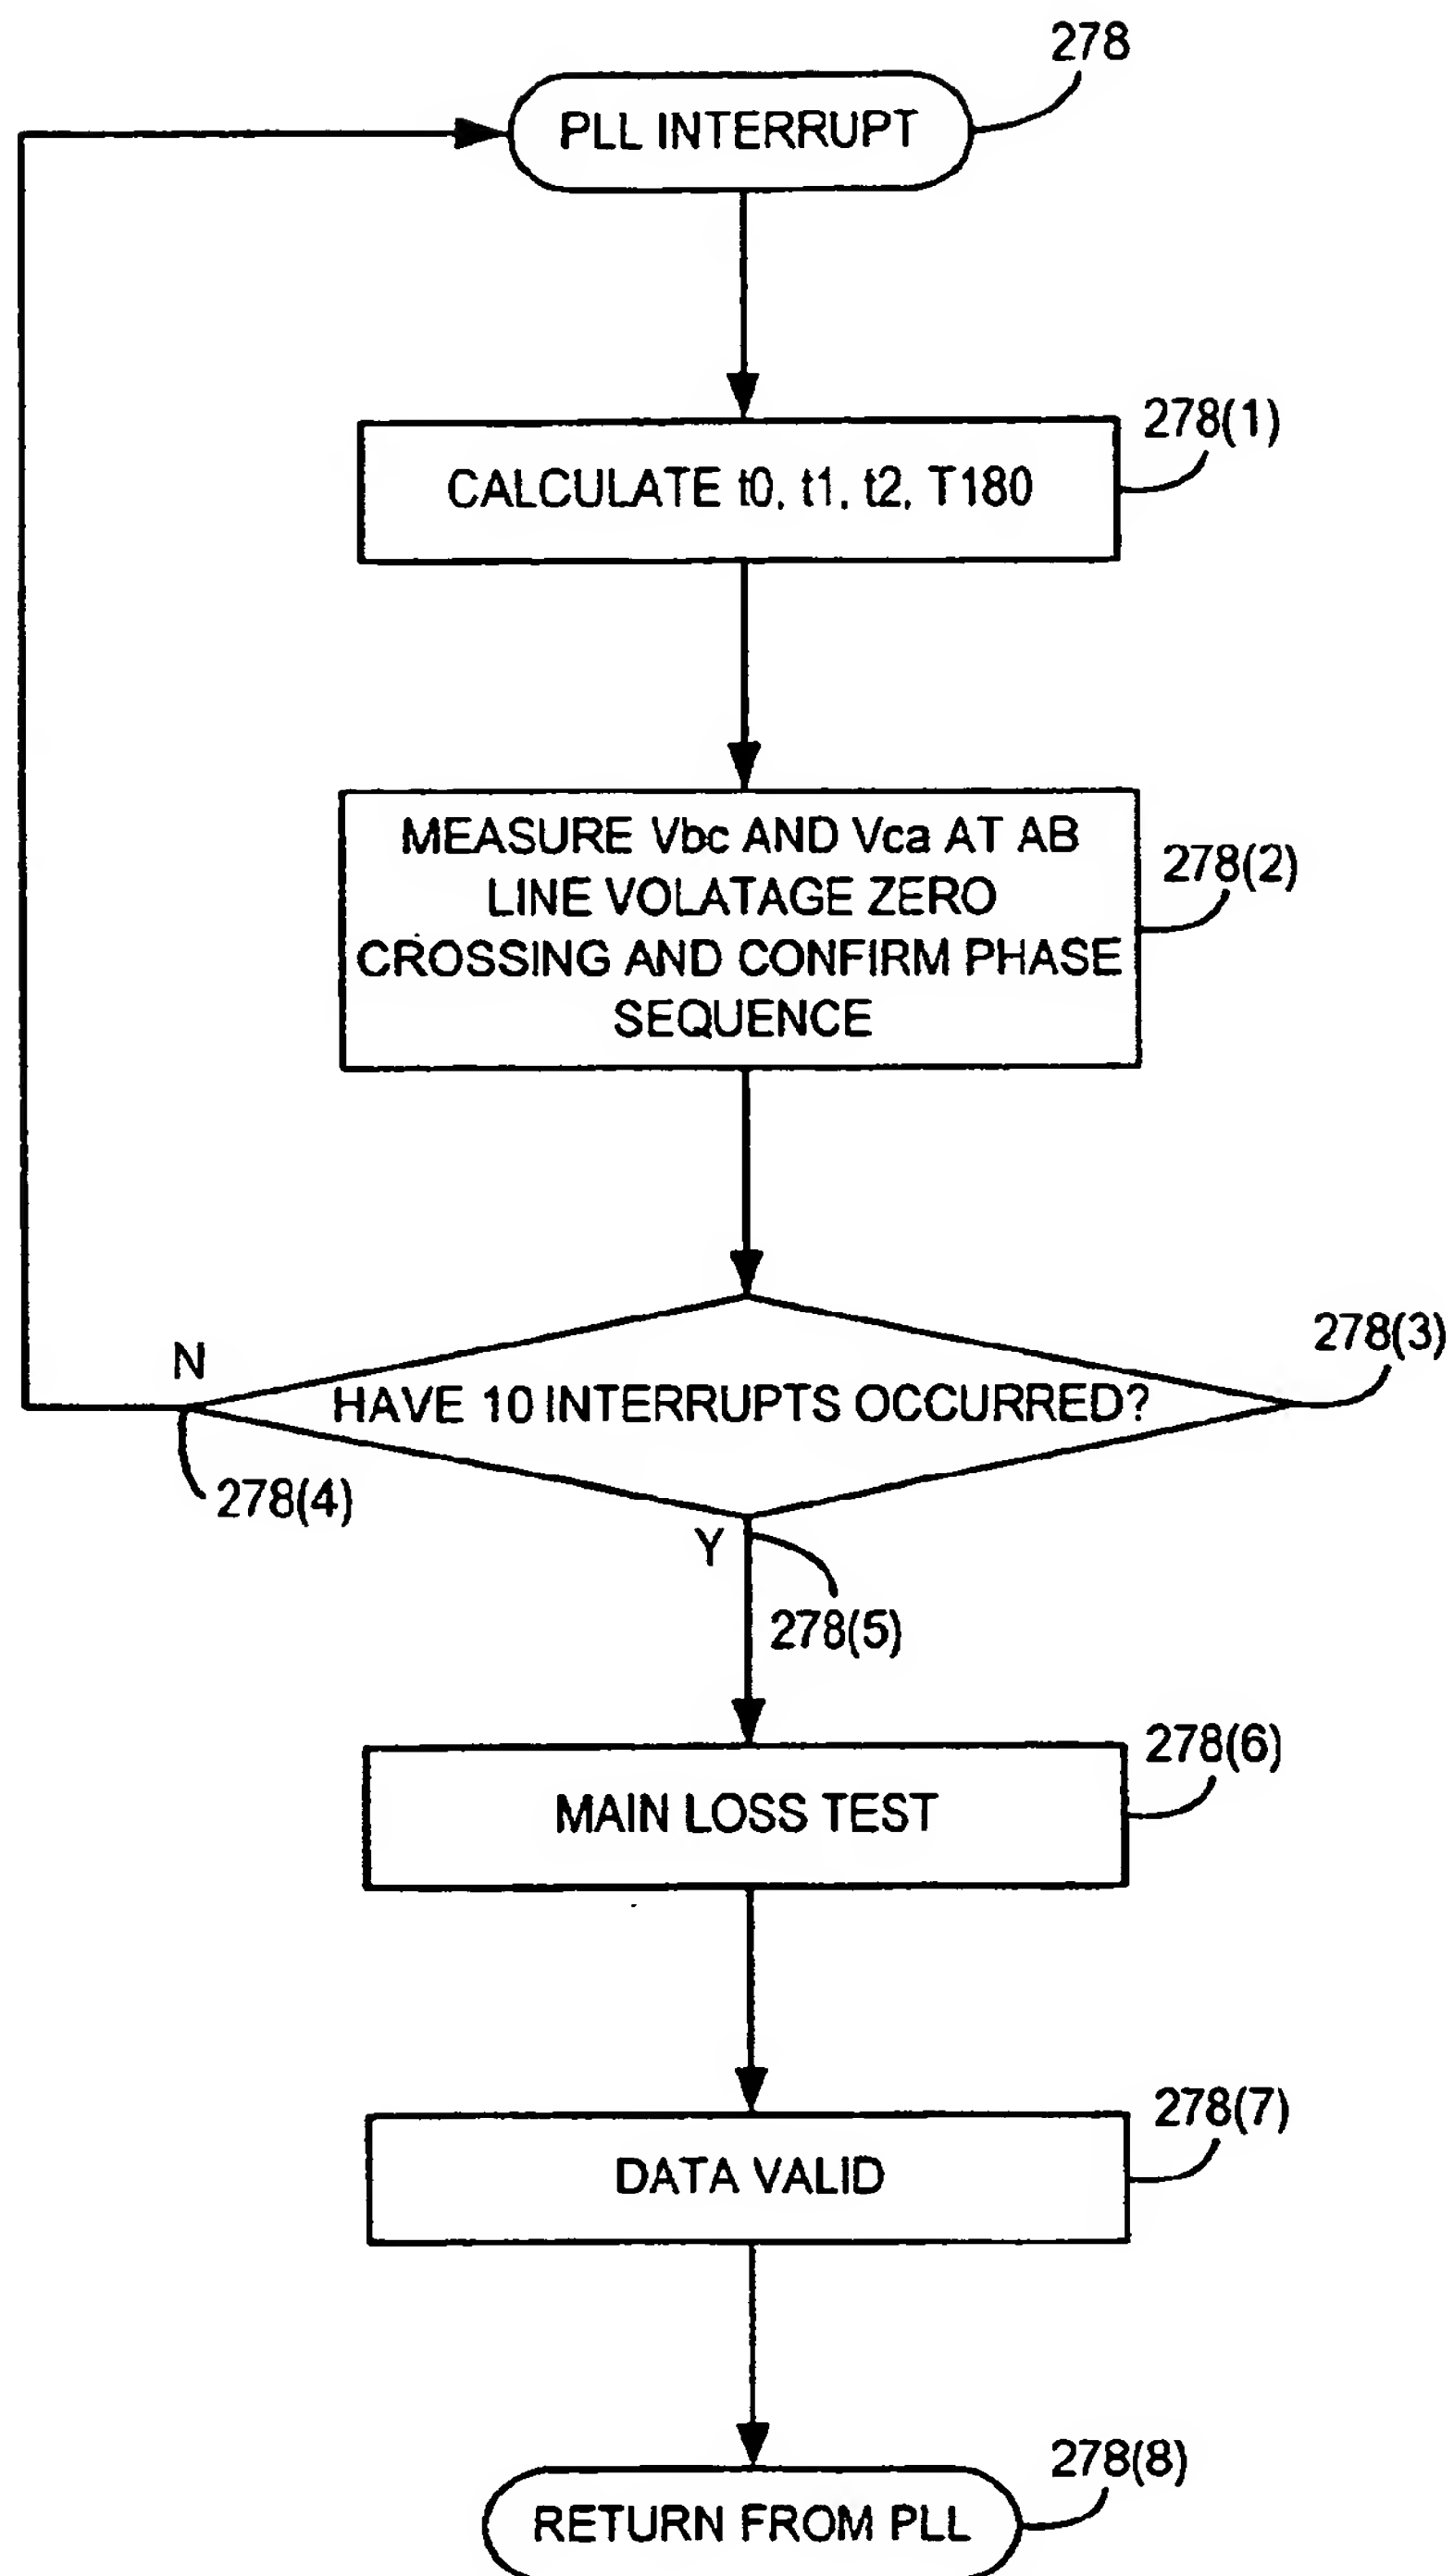 278
PLL INTERRUPT
278(1)
CALCULATE t0, t1, t2, T180
MEASURE Vbc AND Vca AT AB
LINE VOLATAGE ZERO
CROSSING AND CONFIRM PHASE
SEQUENCE
278(2)
278(3)
N
HAVE 10 INTERRUPTS OCCURRED?
278(4)
Y
278(5)
278(6)
MAIN LOSS TEST
278(7)
DATA VALID
278(8)
RETURN FROM PLL